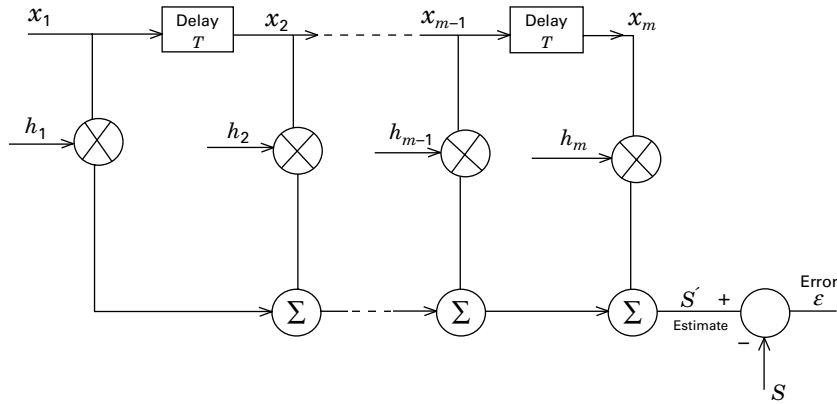 x₁
Delay
T
x₂
xₘ₋₁
Delay
T
xₘ
h₁
h₂
hₘ₋₁
hₘ
Σ
Σ
Σ
S′ +
Estimate
Error
ε
−
S